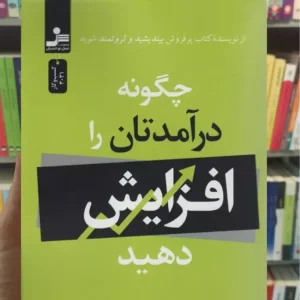 از نویسندهٔ کتاب پرفروش بیندیشید و ثروتمند شوید
چگونه
درآمدتان را
افزایش
دهید